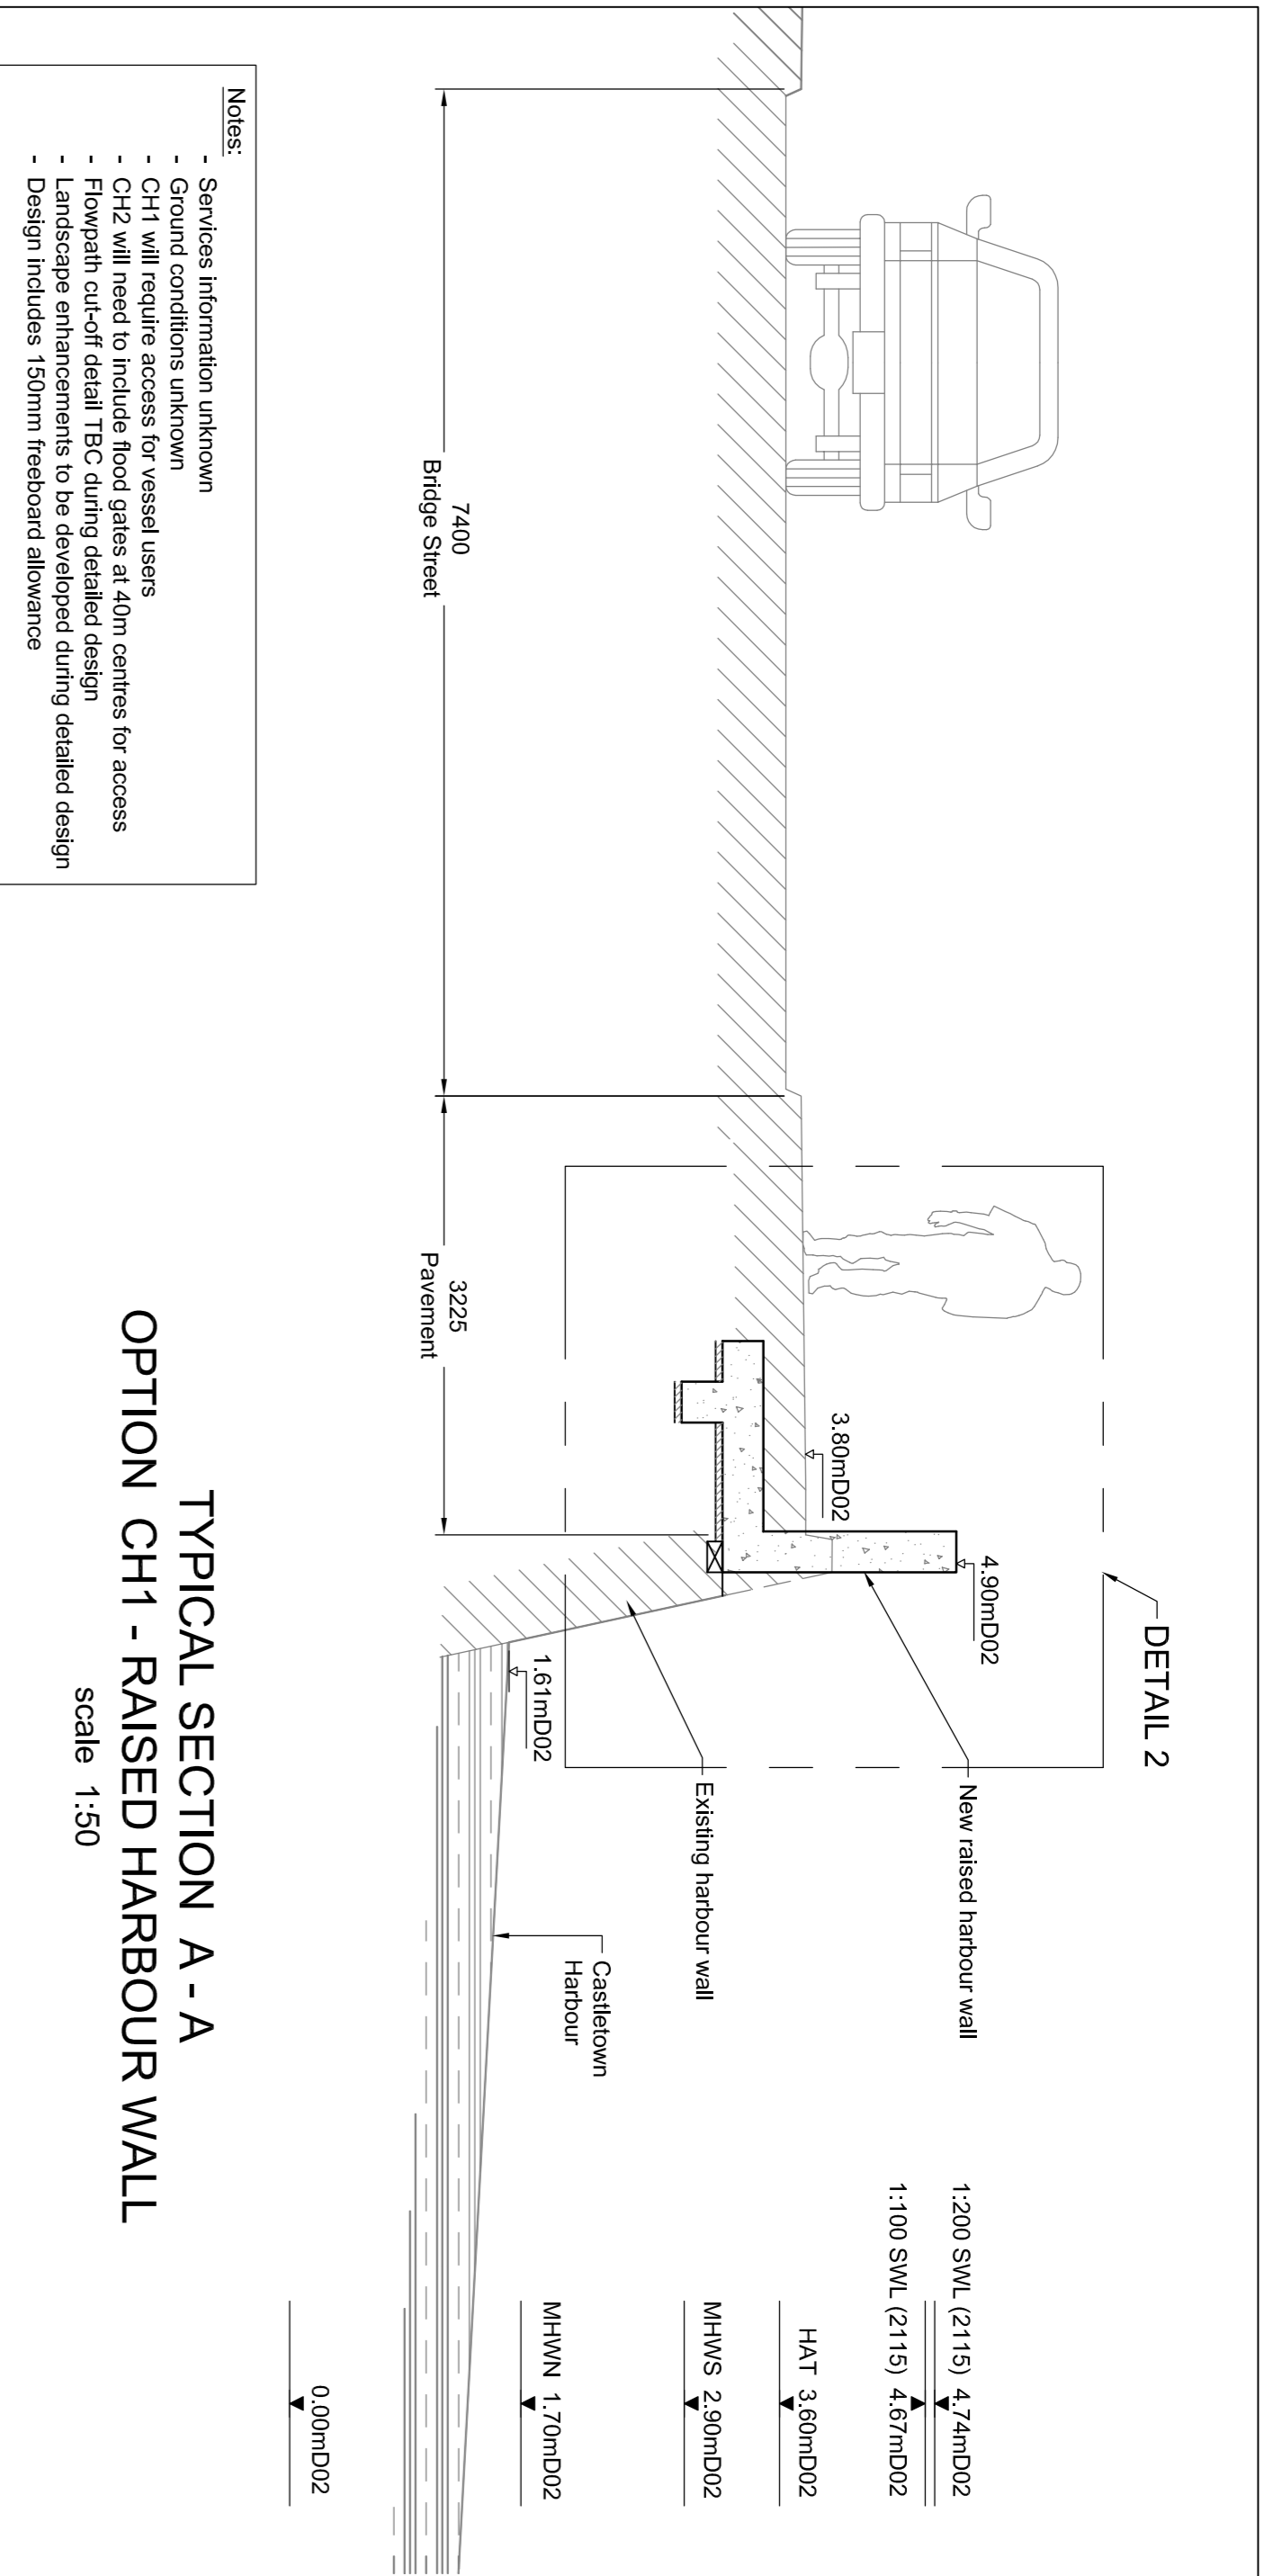 DETAIL 2
4.90mD02
3.80mD02
1.61mD02
New raised harbour wall
Existing harbour wall
Castletown
Harbour
1:200 SWL (2115) 4.74mD02
1:100 SWL (2115) 4.67mD02
HAT 3.60mD02
MHWS 2.90mD02
MHWN 1.70mD02
0.00mD02
7400
Bridge Street
3225
Pavement
Notes:
- Services information unknown
- Ground conditions unknown
- CH1 will require access for vessel users
- CH2 will need to include flood gates at 40m centres for access
- Flowpath cut-off detail TBC during detailed design
- Landscape enhancements to be developed during detailed design
- Design includes 150mm freeboard allowance
TYPICAL SECTION A - A
OPTION CH1 - RAISED HARBOUR WALL
scale 1:50